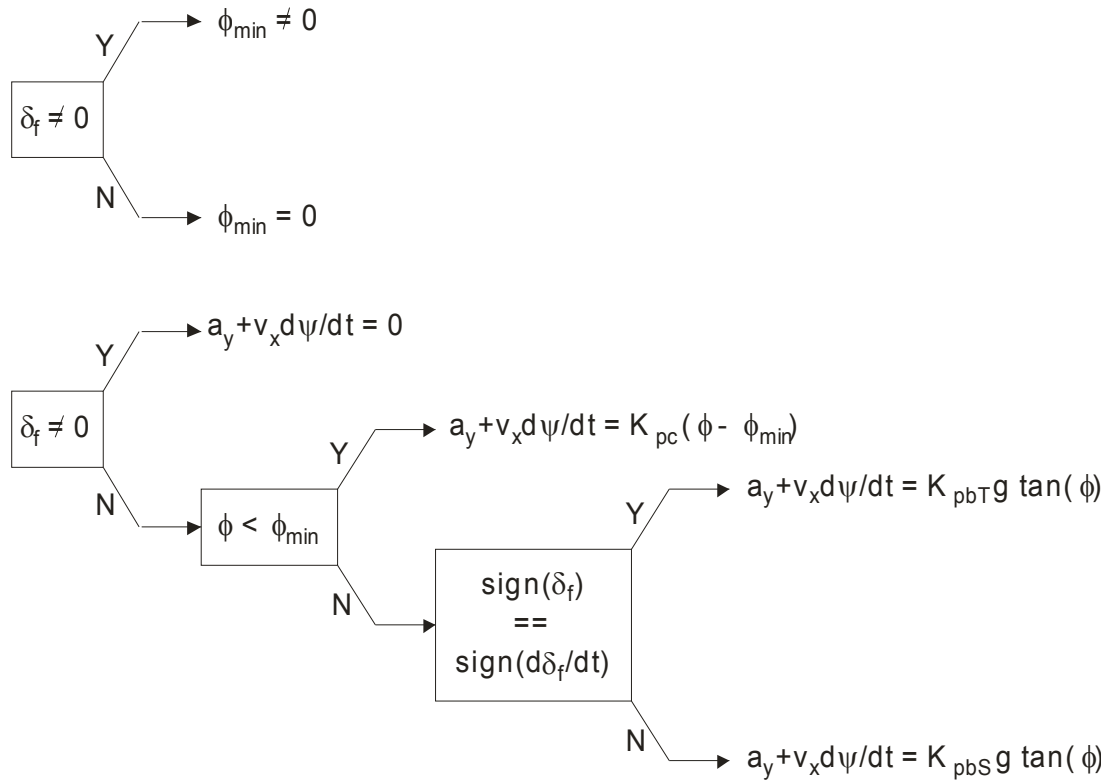 ϕmin ≠ 0
Y
δf ≠ 0
N
ϕmin = 0
ay+vxdψ/dt = 0
Y
δf ≠ 0
N
ay+vxdψ/dt = Kpc(ϕ - ϕmin)
Y
ϕ < ϕmin
N
ay+vxdψ/dt = KpbTg tan(ϕ)
Y
sign(δf)
==
sign(dδf/dt)
N
ay+vxdψ/dt = KpbSg tan(ϕ)